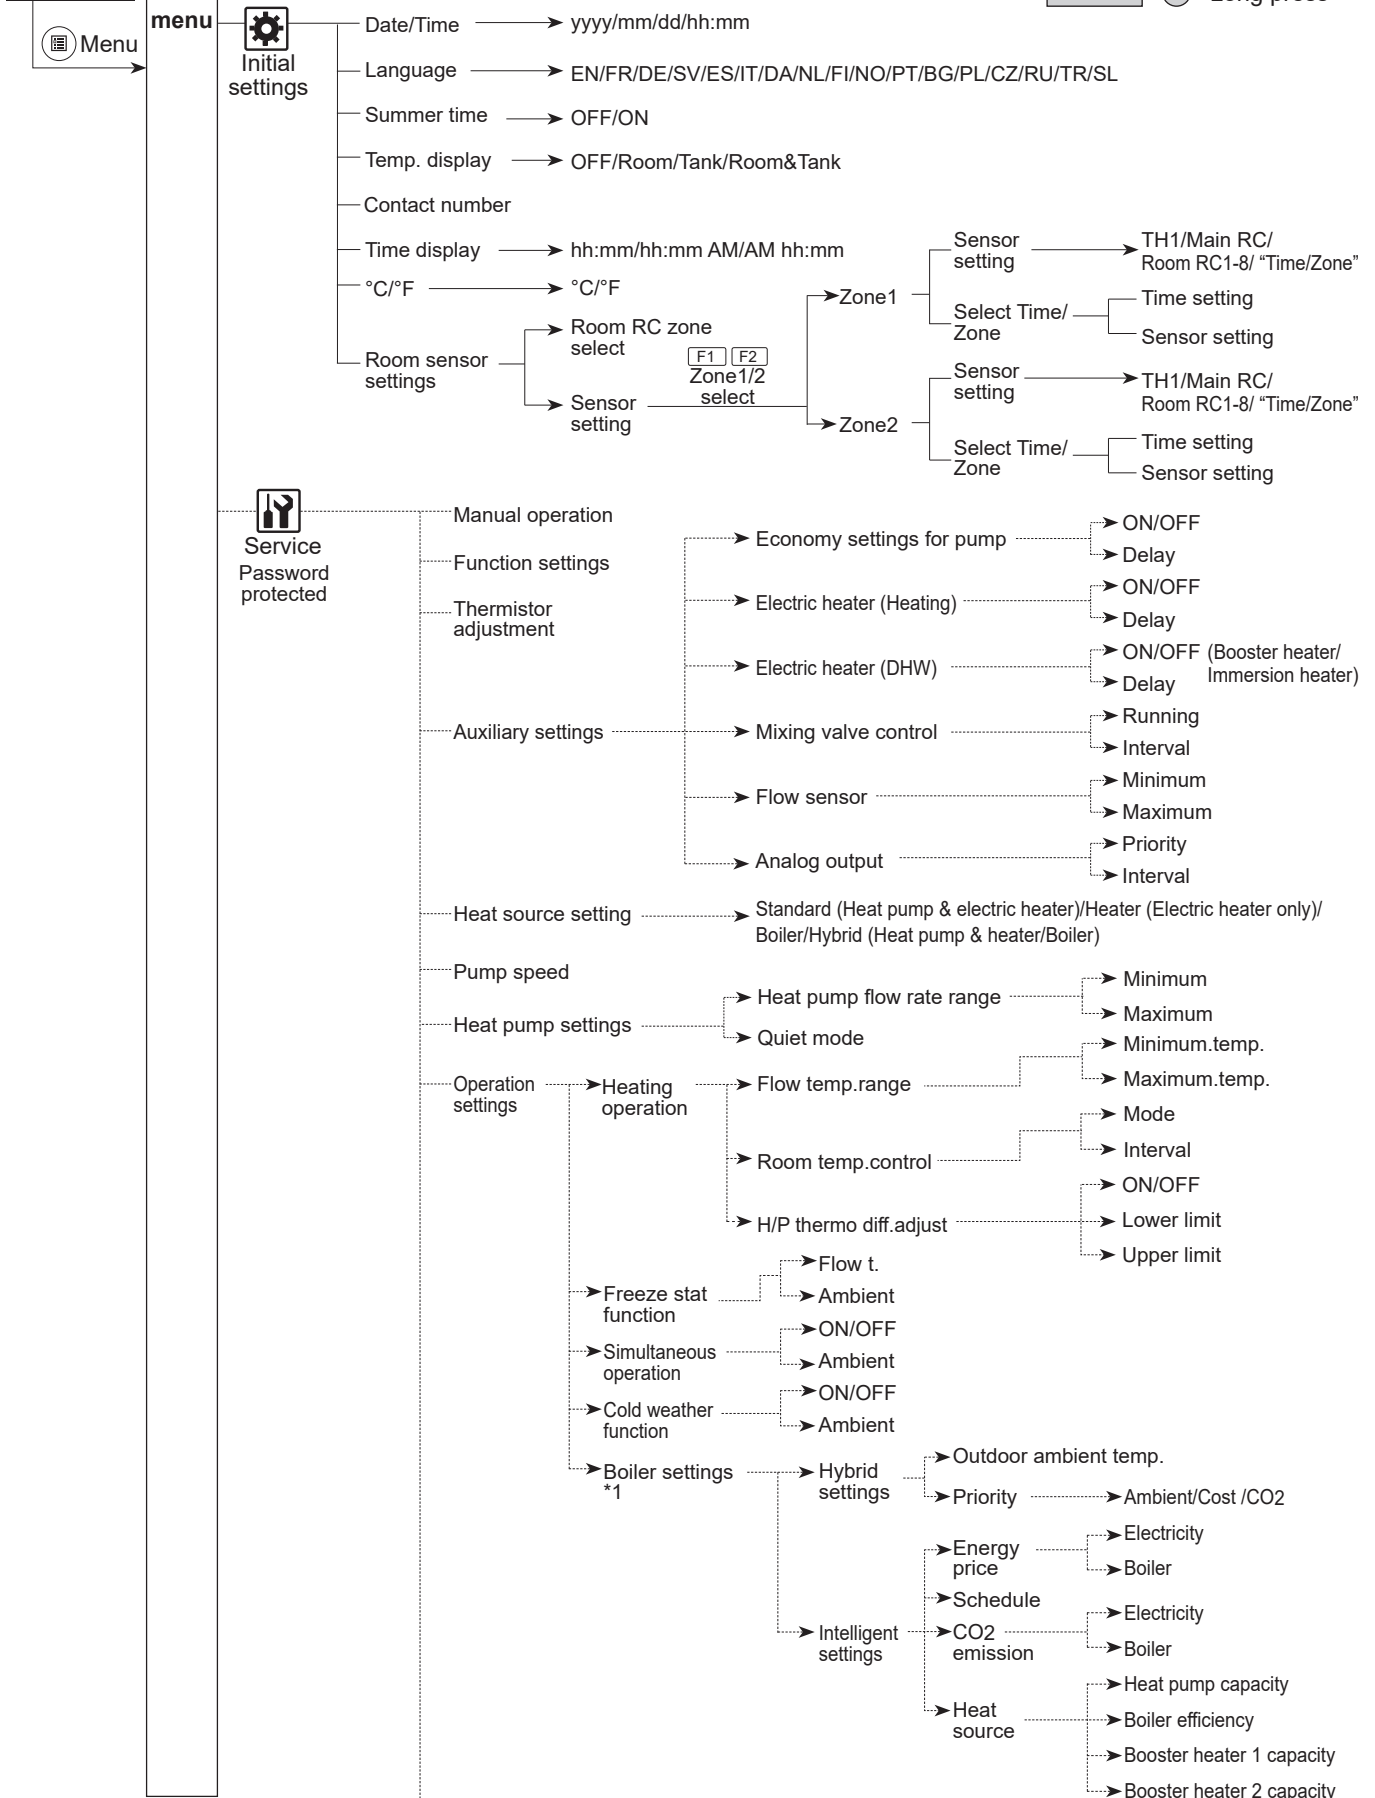 Long press
menu
Menu
Initial
settings
Date/Time
yyyy/mm/dd/hh:mm
Language
EN/FR/DE/SV/ES/IT/DA/NL/FI/NO/PT/BG/PL/CZ/RU/TR/SL
Summer time
OFF/ON
Temp. display
OFF/Room/Tank/Room&Tank
Contact number
Time display
hh:mm/hh:mm AM/AM hh:mm
°C/°F
°C/°F
Room sensor
settings
Room RC zone
select
Sensor
setting
F1 F2
Zone1/2
select
Zone1
Sensor
setting
TH1/Main RC/
Room RC1-8/ “Time/Zone”
Select Time/
Zone
Time setting
Sensor setting
Zone2
Sensor
setting
TH1/Main RC/
Room RC1-8/ “Time/Zone”
Select Time/
Zone
Time setting
Sensor setting
Service
Password
protected
Manual operation
Function settings
Thermistor
adjustment
Auxiliary settings
Economy settings for pump
ON/OFF
Delay
Electric heater (Heating)
ON/OFF
Delay
Electric heater (DHW)
ON/OFF (Booster heater/
Delay Immersion heater)
Mixing valve control
Running
Interval
Flow sensor
Minimum
Maximum
Analog output
Priority
Interval
Heat source setting
Standard (Heat pump & electric heater)/Heater (Electric heater only)/
Boiler/Hybrid (Heat pump & heater/Boiler)
Pump speed
Heat pump settings
Heat pump flow rate range
Minimum
Maximum
Quiet mode
Operation
settings
Heating
operation
Flow temp.range
Minimum.temp.
Maximum.temp.
Room temp.control
Mode
Interval
H/P thermo diff.adjust
ON/OFF
Lower limit
Upper limit
Freeze stat
function
Flow t.
Ambient
Simultaneous
operation
ON/OFF
Ambient
Cold weather
function
ON/OFF
Ambient
Boiler settings
*1
Hybrid
settings
Outdoor ambient temp.
Priority
Ambient/Cost /CO2
Intelligent
settings
Energy
price
Electricity
Boiler
Schedule
CO2
emission
Electricity
Boiler
Heat
source
Heat pump capacity
Boiler efficiency
Booster heater 1 capacity
Booster heater 2 capacity